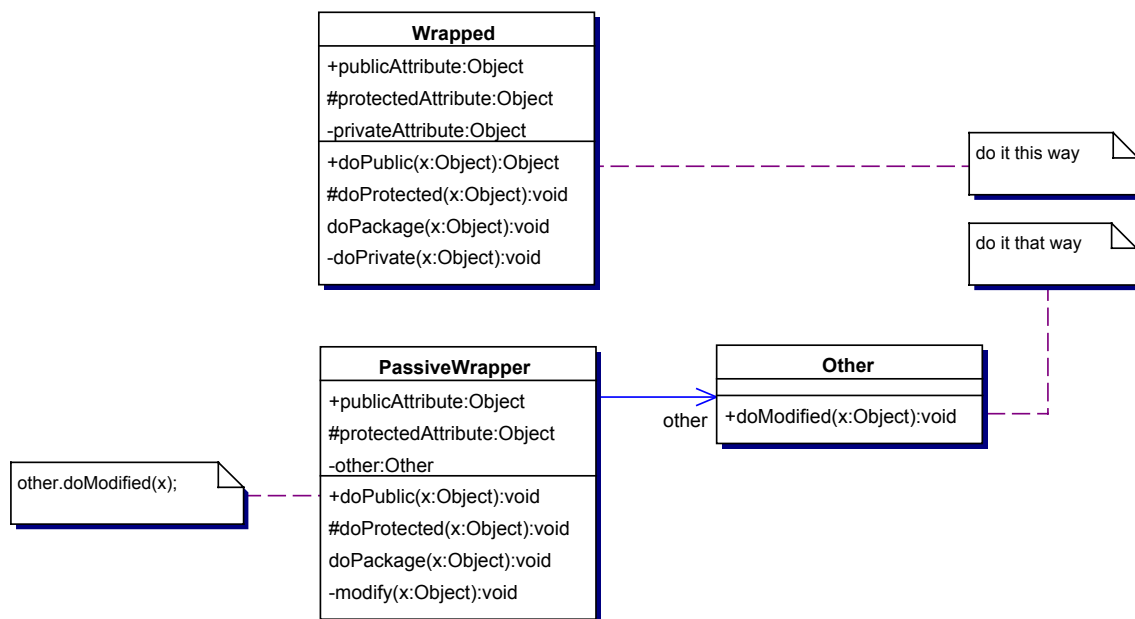 Wrapped
+publicAttribute:Object
#protectedAttribute:Object
-privateAttribute:Object
+doPublic(x:Object):Object
#doProtected(x:Object):void
doPackage(x:Object):void
-doPrivate(x:Object):void
do it this way
do it that way
PassiveWrapper
+publicAttribute:Object
#protectedAttribute:Object
-other:Other
+doPublic(x:Object):void
#doProtected(x:Object):void
doPackage(x:Object):void
-modify(x:Object):void
other
Other
+doModified(x:Object):void
other.doModified(x);